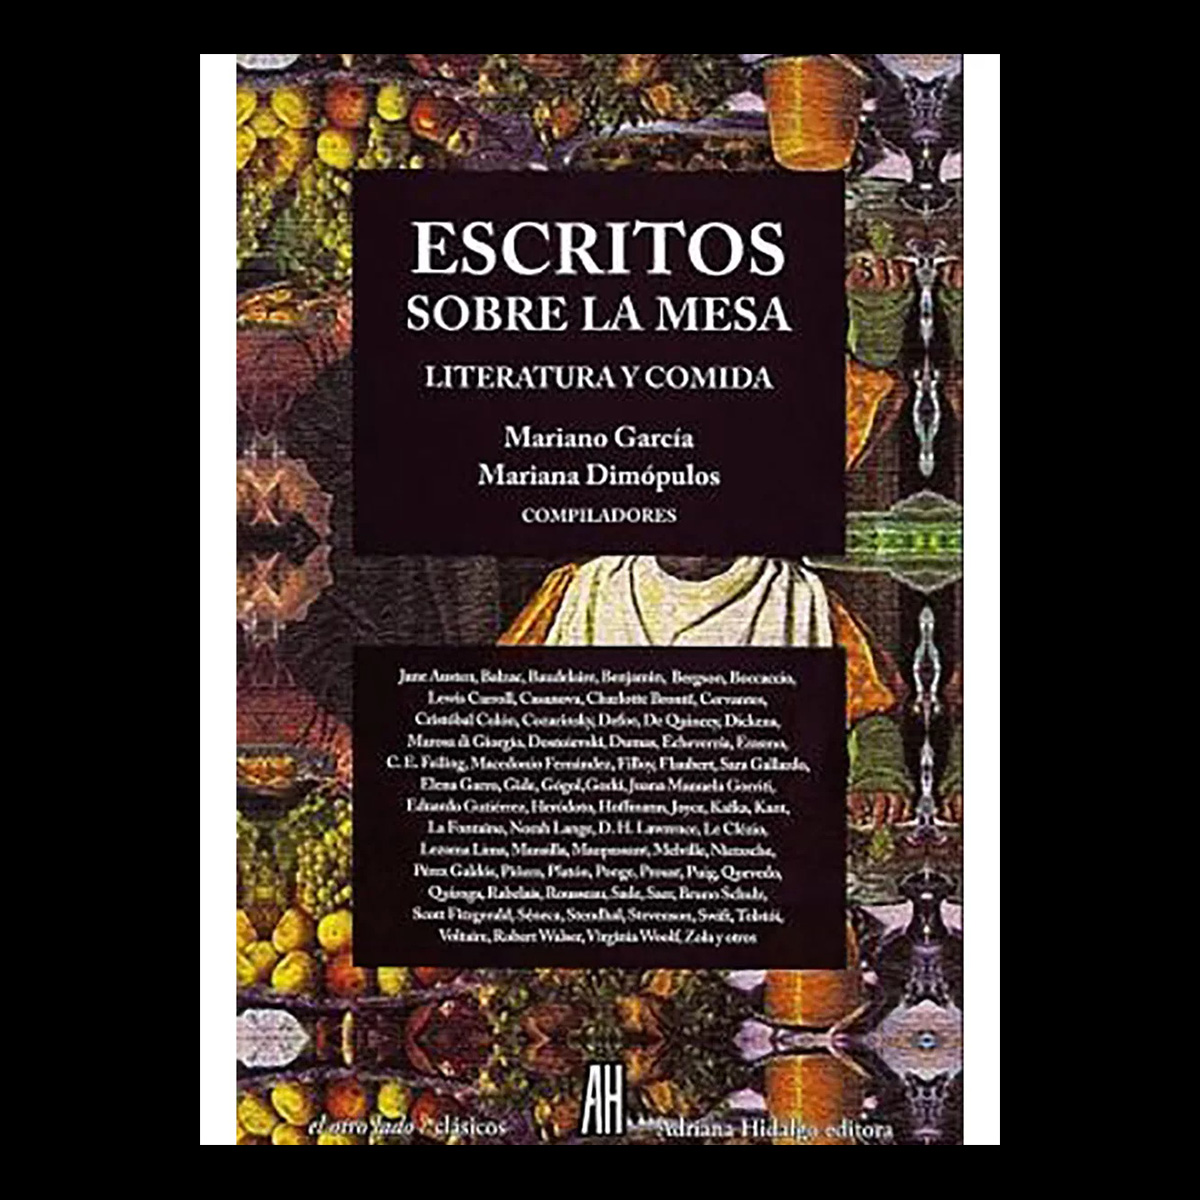 ESCRITOS
SOBRE LA MESA
LITERATURA Y COMIDA
Mariano García
Mariana Dimópulos
COMPILADORES
Jane Austen, Balzac, Baudelaire, Benjamin, Bergson, Boccaccio,
Lewis Carroll, Casanova, Charlotte Brontë, Cervantes,
Cristóbal Colón, Cozarinsky, Defoe, De Quincey, Dickens,
Marosa di Giorgio, Dostoievski, Dumas, Echeverría,
C. E. Feiling, Macedonio Fernández, Filloy, Flaubert, Sara Gallardo,
Elena Garro, Gide, Gógol, Gorki, Juana Manuela Gorriti,
Eduardo Gutiérrez, Heródoto, Hoffmann, Joyce, Kafka, Kant,
La Fontaine, Norah Lange, D. H. Lawrence, Le Clézio,
Lezama Lima, Mansilla, Maupassant, Melville, Nietzsche,
Pérez Galdós, Platón, Ponge, Proust, Puig, Quevedo,
Quiroga, Rabelais, Rousseau, Sade, Saer, Bruno Schulz,
Scott Fitzgerald, Séneca, Stendhal, Stevenson, Swift, Tolstói,
Voltaire, Robert Walser, Virginia Woolf, Zola y otros
el otro lado / clásicos
AH
Adriana Hidalgo editora